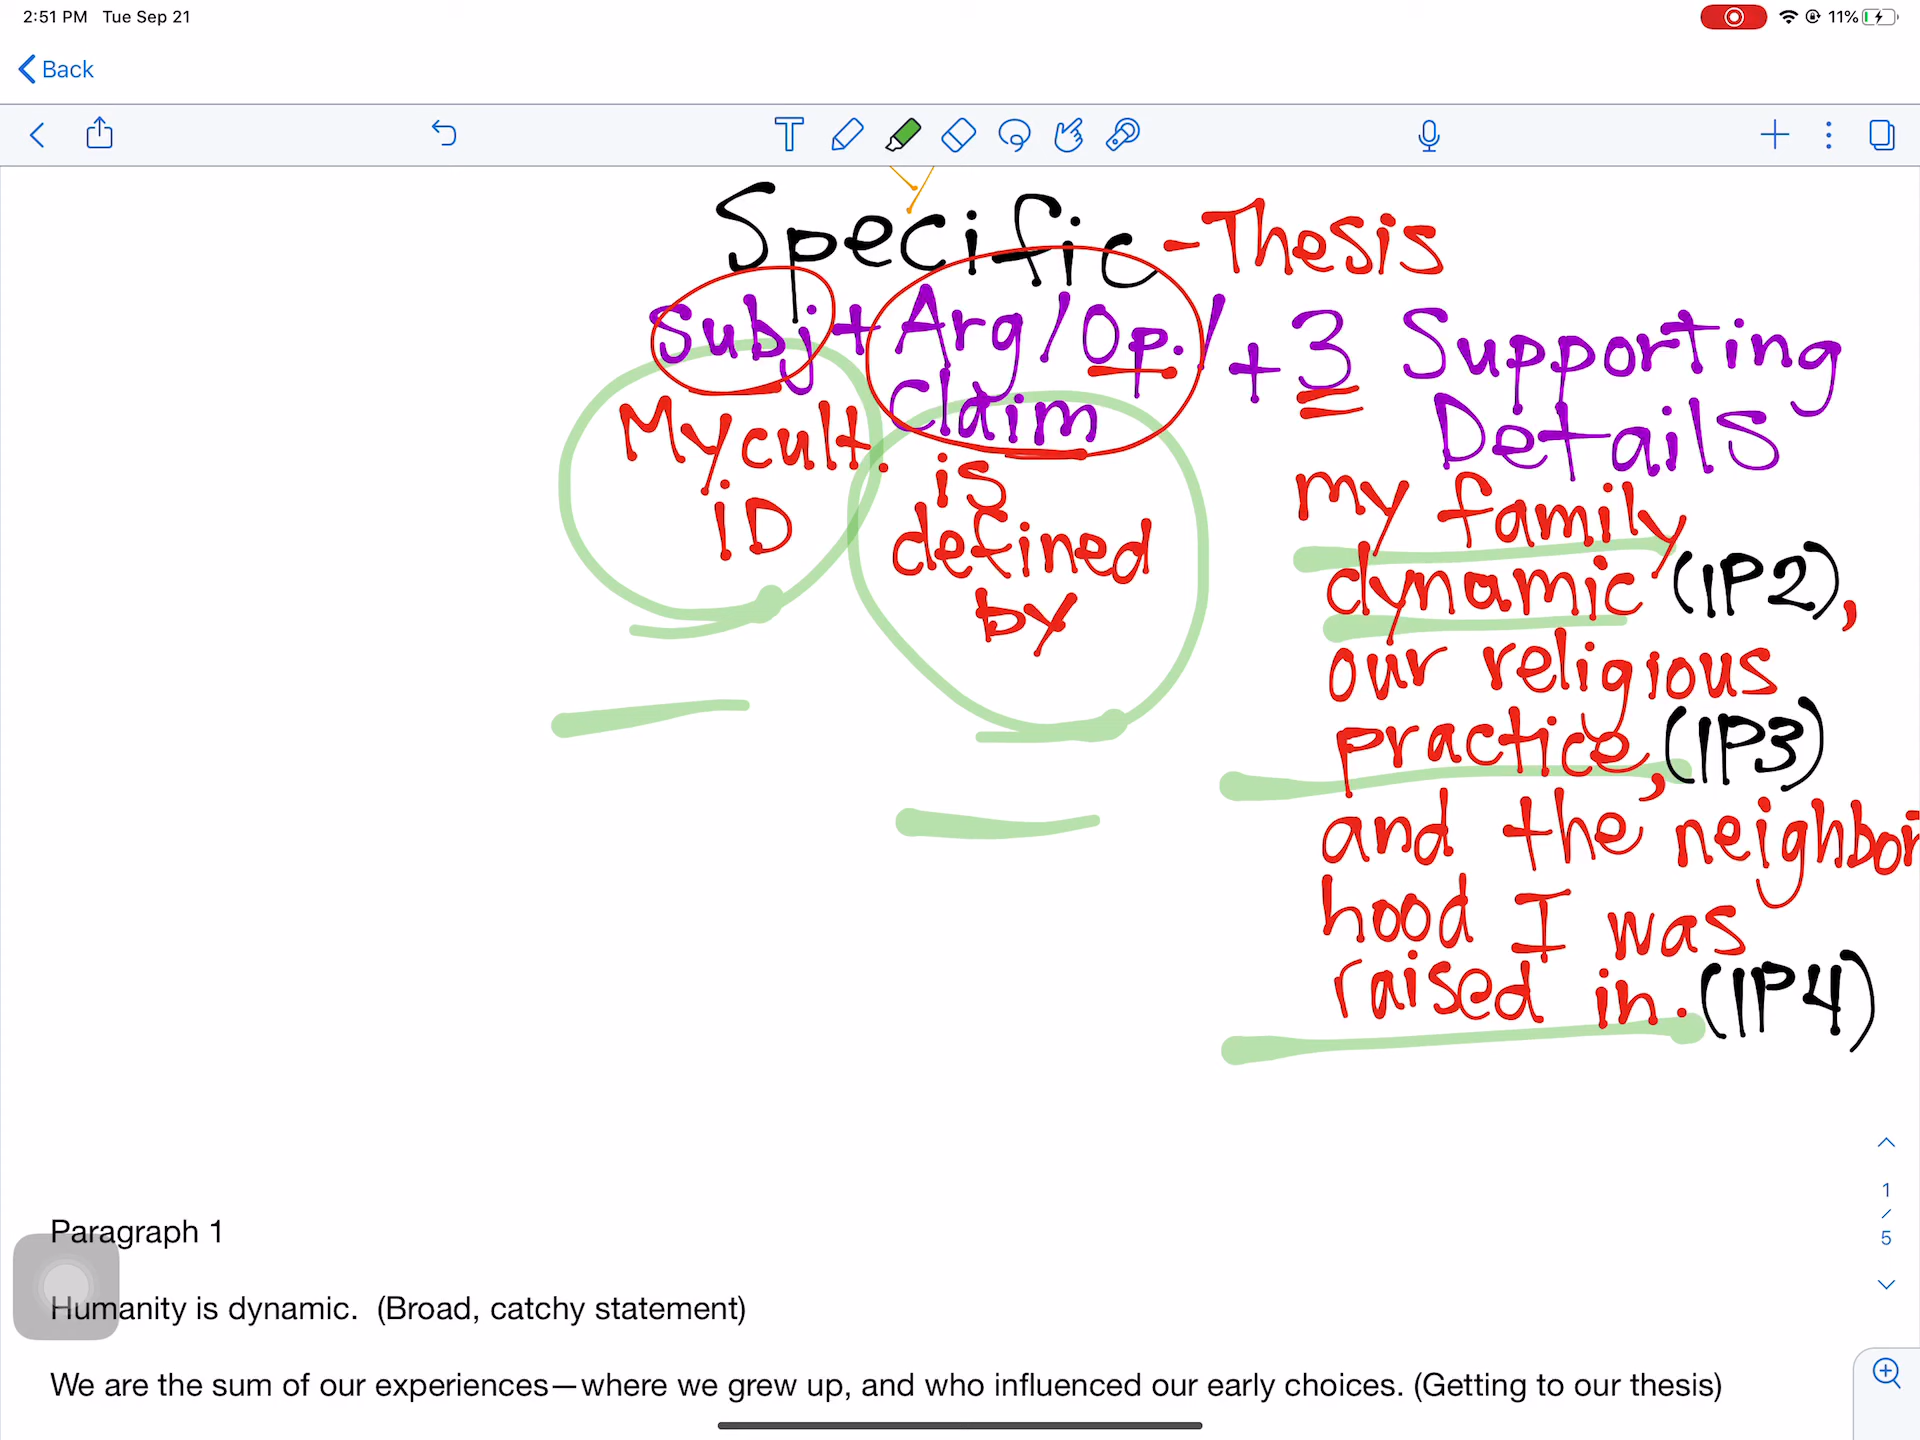 2:51 PM Tue Sep 21
11%
Back
Specific - Thesis
Subj + Arg / Op. / + 3 Supporting
Claim
Details
My cult.
iD
is
defined
by
my family
dynamic (IP2),
our religious
practice, (IP3)
and the neighbor
hood I was
raised in. (IP4)
1
/
5
Paragraph 1
Humanity is dynamic. (Broad, catchy statement)
We are the sum of our experiences—where we grew up, and who influenced our early choices. (Getting to our thesis)